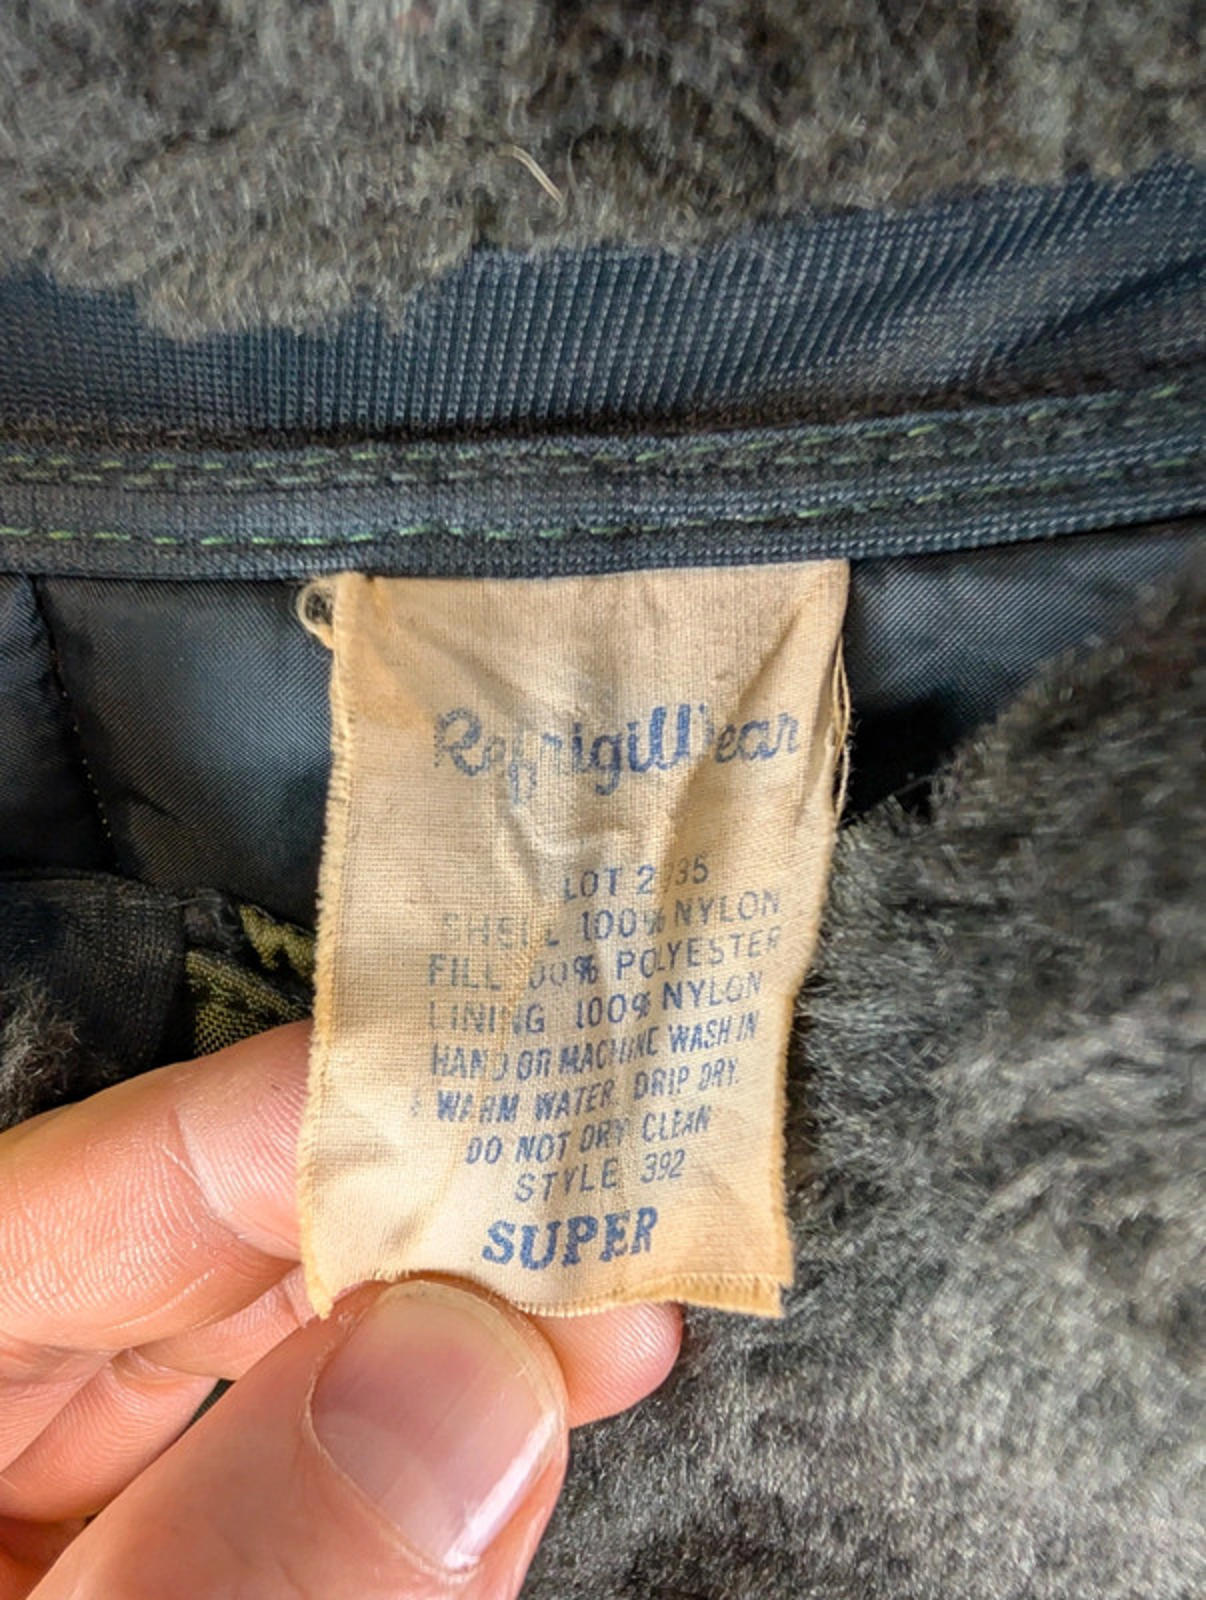 RefrigiWear
LOT
SHELL 100% NYLON
FILL 100% POLYESTER
LINING 100% NYLON
HAND OR MACHINE WASH IN
WARM WATER. DRIP DRY.
DO NOT DRY CLEAN
STYLE 392
SUPER